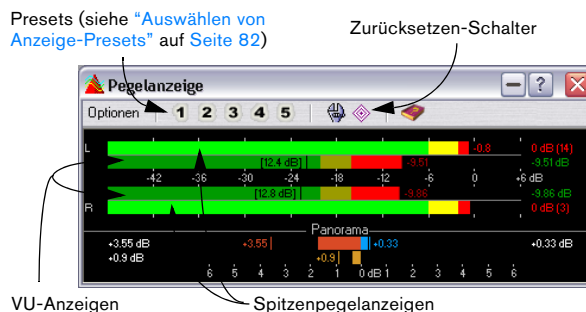 Presets (siehe “Auswählen von
Anzeige-Presets” auf Seite 82)
Zurücksetzen-Schalter
Pegelanzeige
Optionen 1 2 3 4 5
L -0.8 0 dB (14)
[12.4 dB] -9.51 -9.51 dB
-42 -36 -30 -24 -18 -12 -6 0 +6 dB
[12.8 dB] -9.86 -9.86 dB
R 0 dB (3)
Panorama
+3.55 dB +3.55 +0.33 +0.33 dB
+0.9 dB +0.9
6 5 4 3 2 1 0 dB 1 2 3 4 5 6
VU-Anzeigen
Spitzenpegelanzeigen